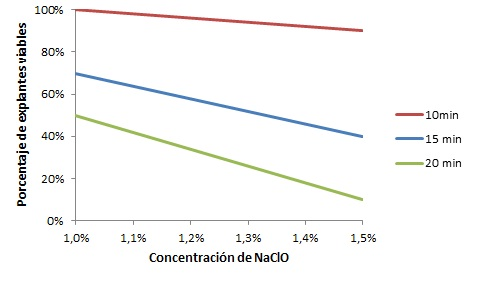 Porcentaje de explantes viables
100%
80%
60%
40%
20%
0%
1,0% 1,1% 1,2% 1,3% 1,4% 1,5%
Concentración de NaClO
10min
15 min
20 min